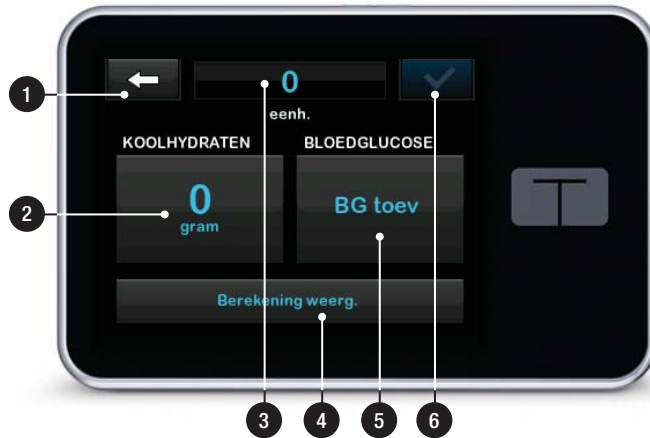 0
eenh.
KOOLHYDRATEN BLOEDGLUCOSE
0
gram
BG toev
Berekening weerg.
1
2
3 4 5 6